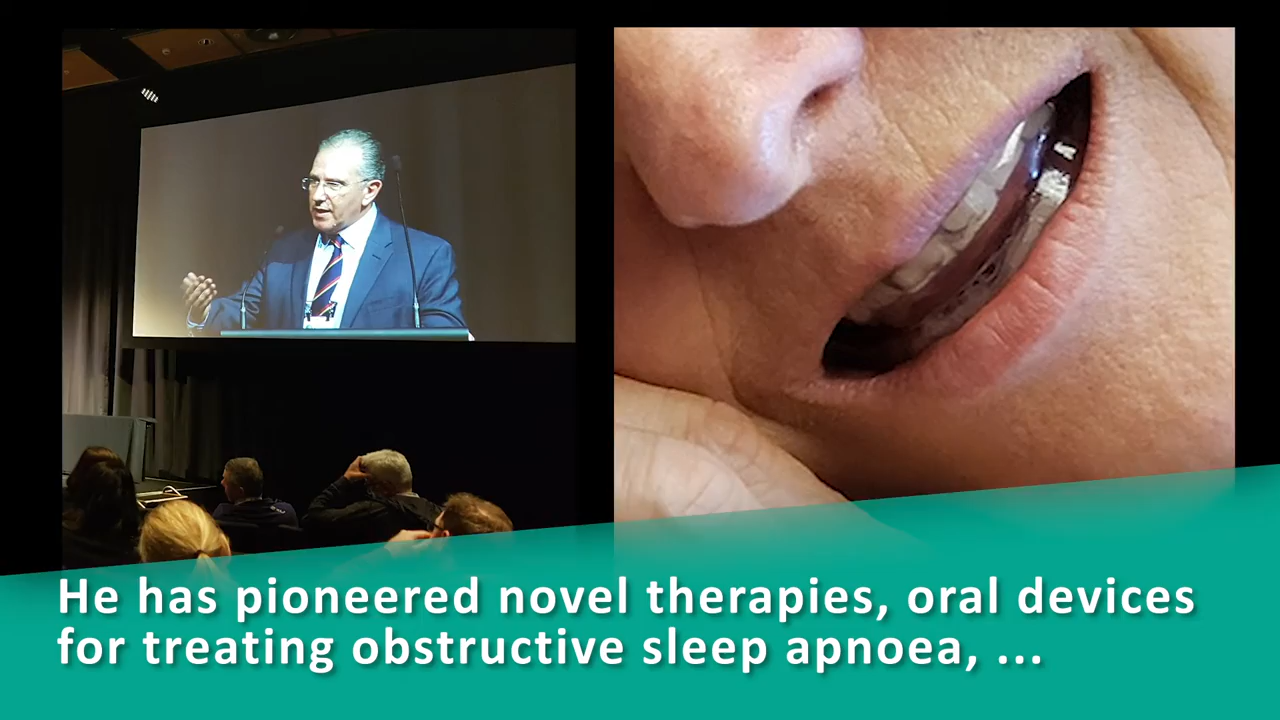 He has pioneered novel therapies, oral devices
for treating obstructive sleep apnoea, ...